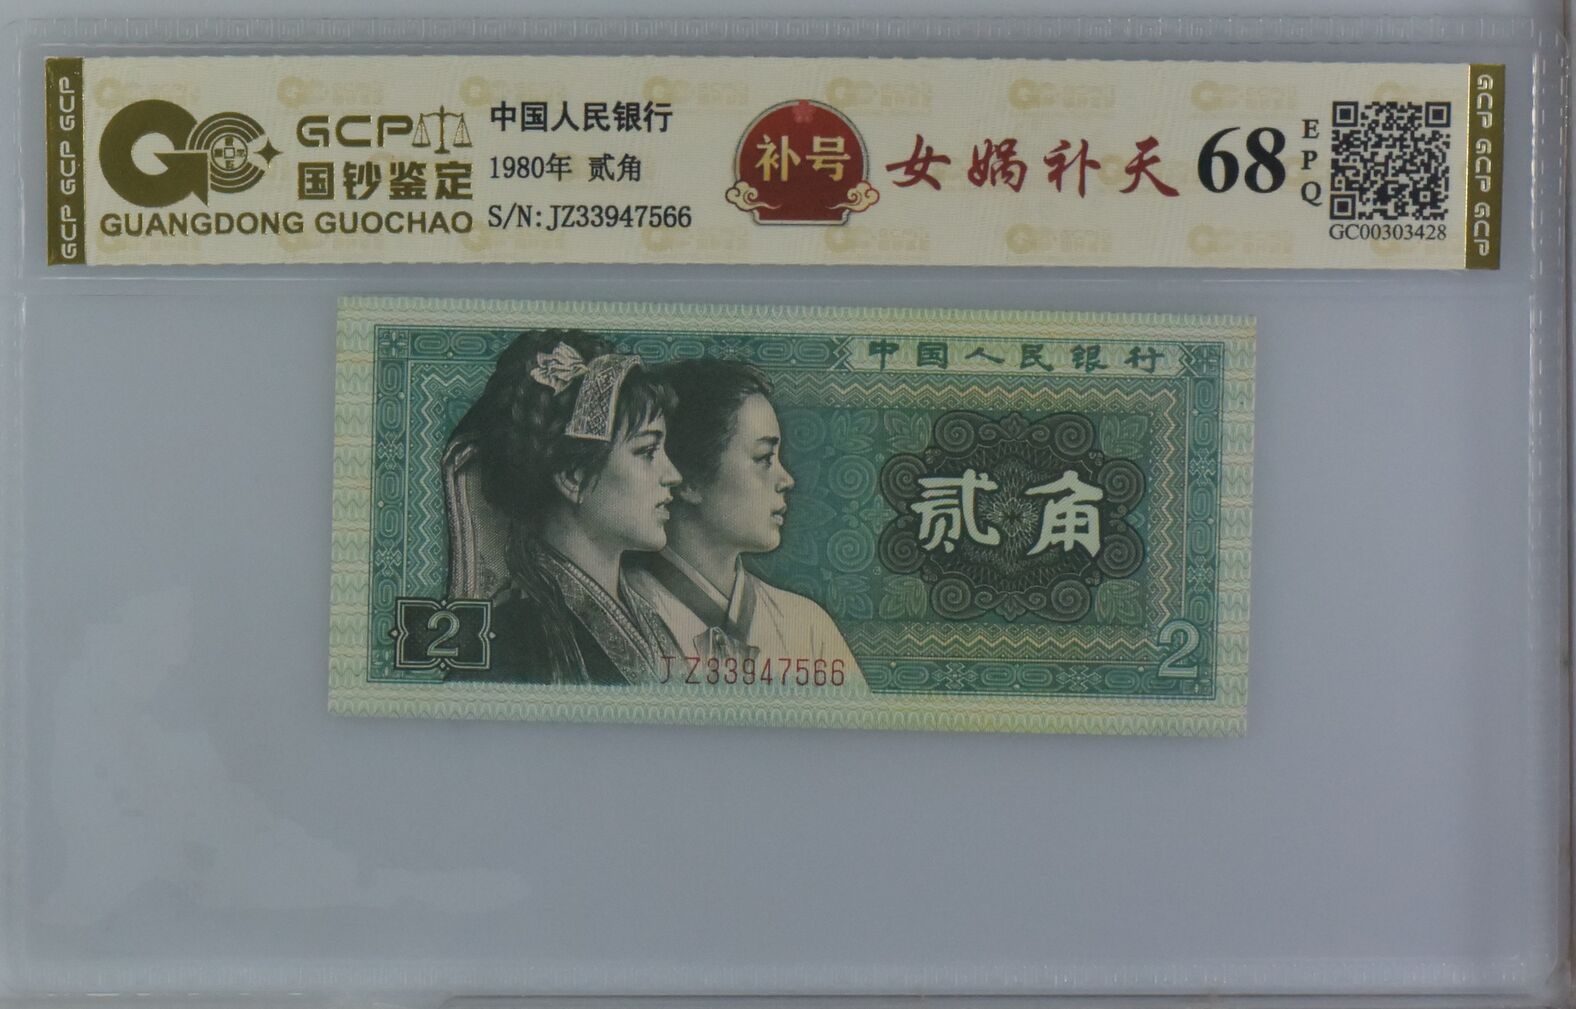 GCP GCP GCP
GCP
国钞鉴定
GUANGDONG GUOCHAO
中国人民银行
1980年 贰角
S/N:JZ33947566
补号
女娲补天
68
EPQ
GC00303428
GCP GCP GCP
中国人民银行
贰角
2
2
JZ33947566